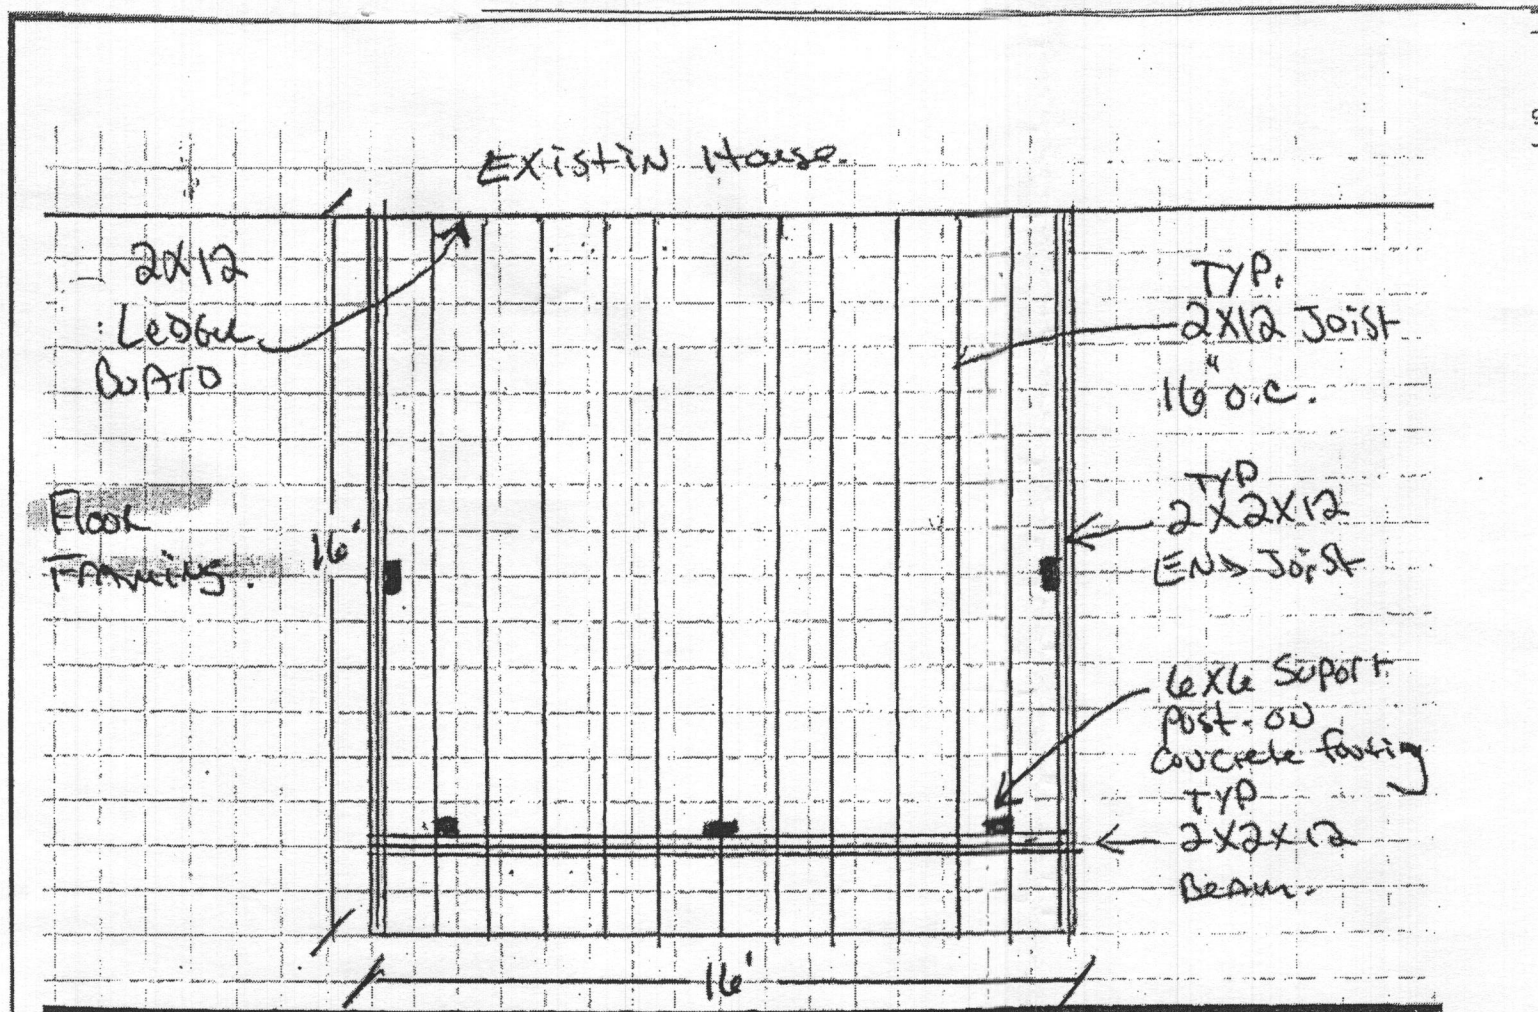 Existin House.
2X12
Ledger
Board
Floor
Framing.
16'
TYP.
2X12 Joist
16" o.c.
TYP
2X2X12
END Joist
6x6 Suport
Post-on
Concrete footing
TYP
2X2X12
Beam.
16'